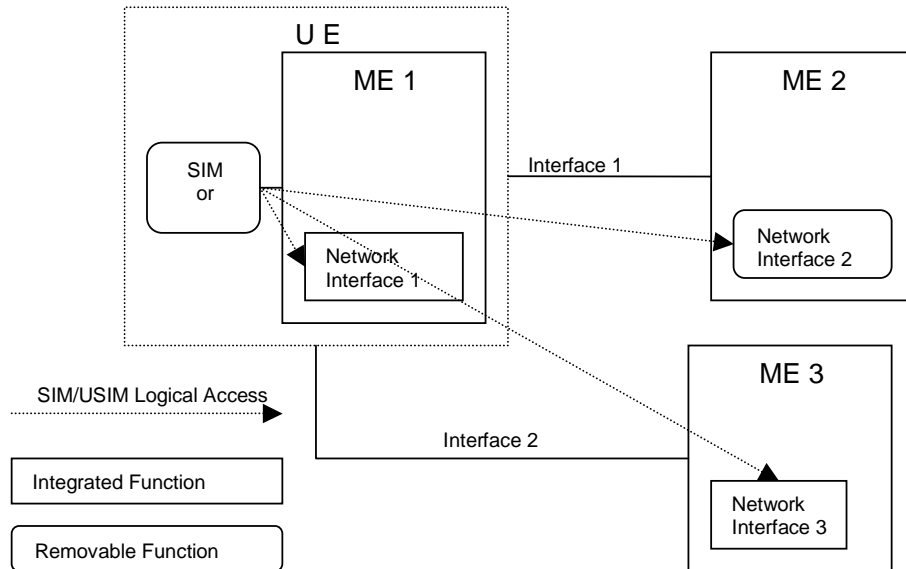 U E
ME 1
ME 2
SIM
or
Interface 1
Network
Interface 1
Network
Interface 2
ME 3
SIM/USIM Logical Access
Interface 2
Integrated Function
Network
Interface 3
Removable Function